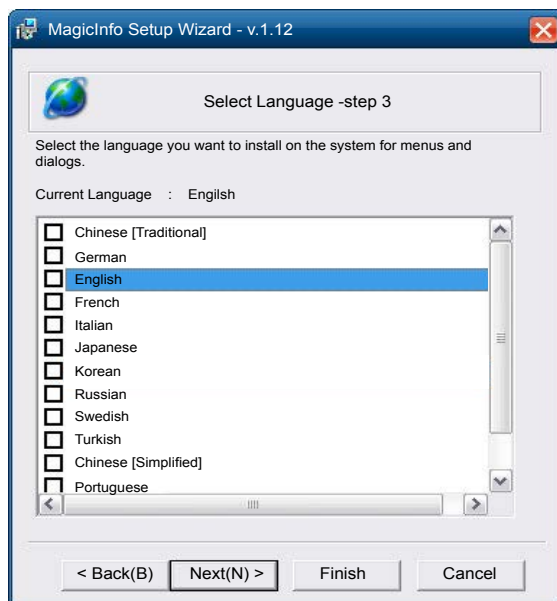 MagicInfo Setup Wizard - v.1.12
Select Language -step 3
Select the language you want to install on the system for menus and
dialogs.
Current Language : Engilsh
Chinese [Traditional]
German
English
French
Italian
Japanese
Korean
Russian
Swedish
Turkish
Chinese [Simplified]
Portuguese
< Back(B) Next(N) > Finish Cancel